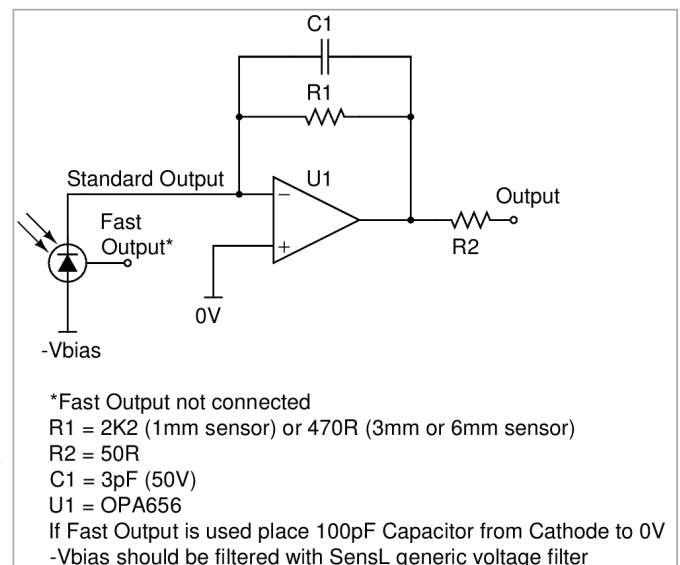 C1
R1
Standard Output
U1
−
+
Fast
Output*
Output
R2
0V
-Vbias
*Fast Output not connected
R1 = 2K2 (1mm sensor) or 470R (3mm or 6mm sensor)
R2 = 50R
C1 = 3pF (50V)
U1 = OPA656
If Fast Output is used place 100pF Capacitor from Cathode to 0V
-Vbias should be filtered with SensL generic voltage filter